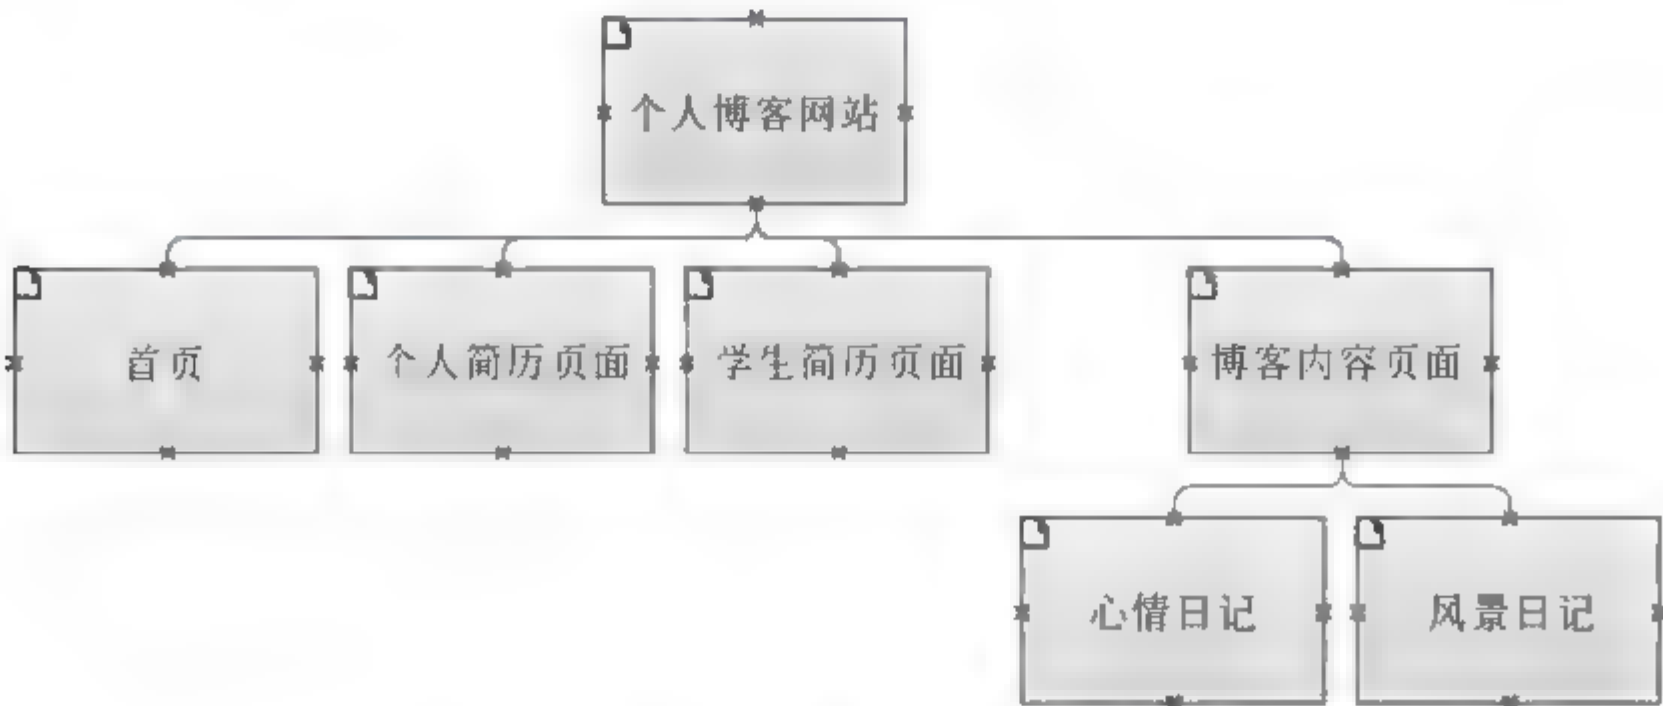 个人博客网站
首页
个人简历页面
学生简历页面
博客内容页面
心情日记
风景日记